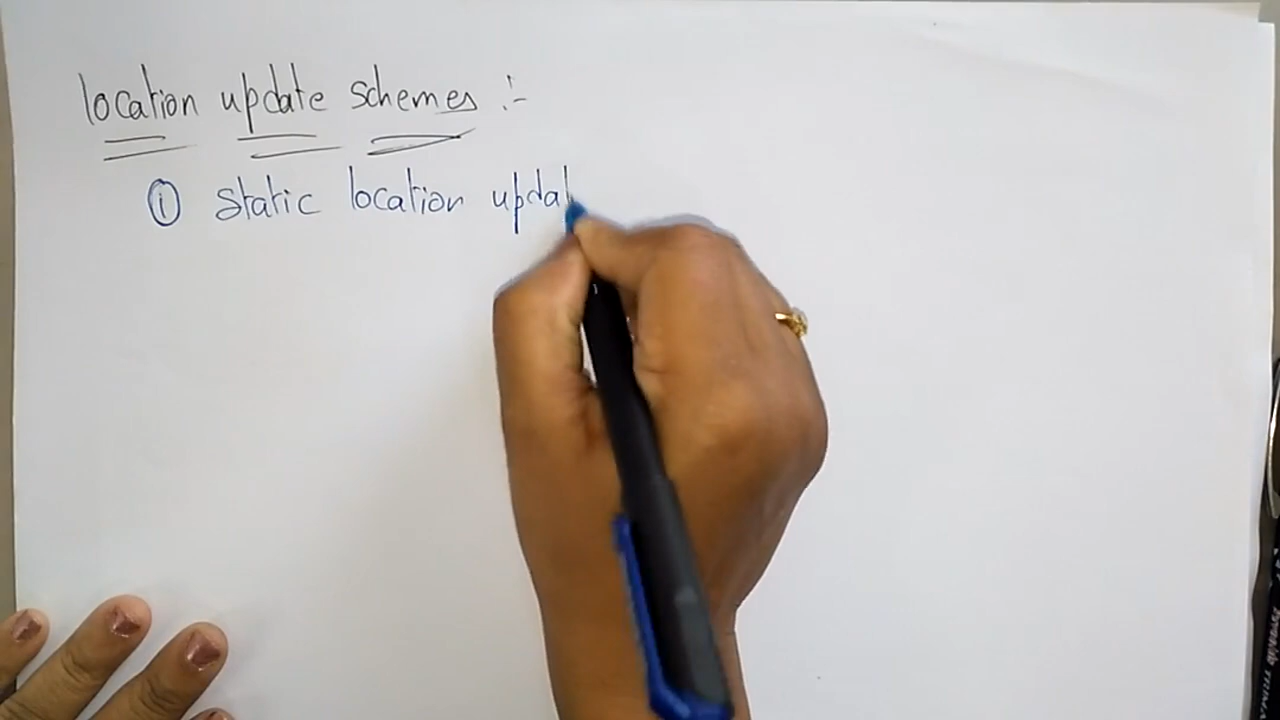 location update schemes :-
① static location updat